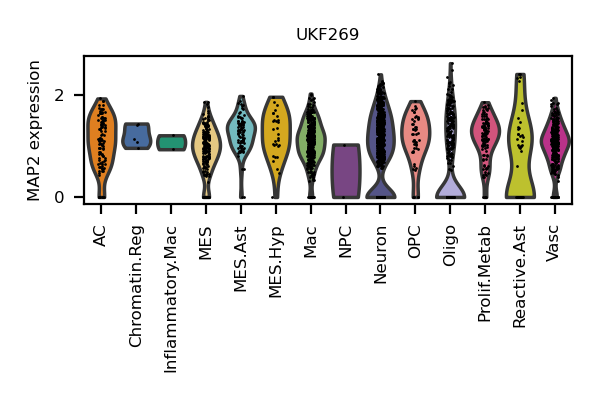 UKF269
MAP2 expression
2
0
AC
Chromatin.Reg
Inflammatory.Mac
MES
MES.Ast
MES.Hyp
Mac
NPC
Neuron
OPC
Oligo
Prolif.Metab
Reactive.Ast
Vasc